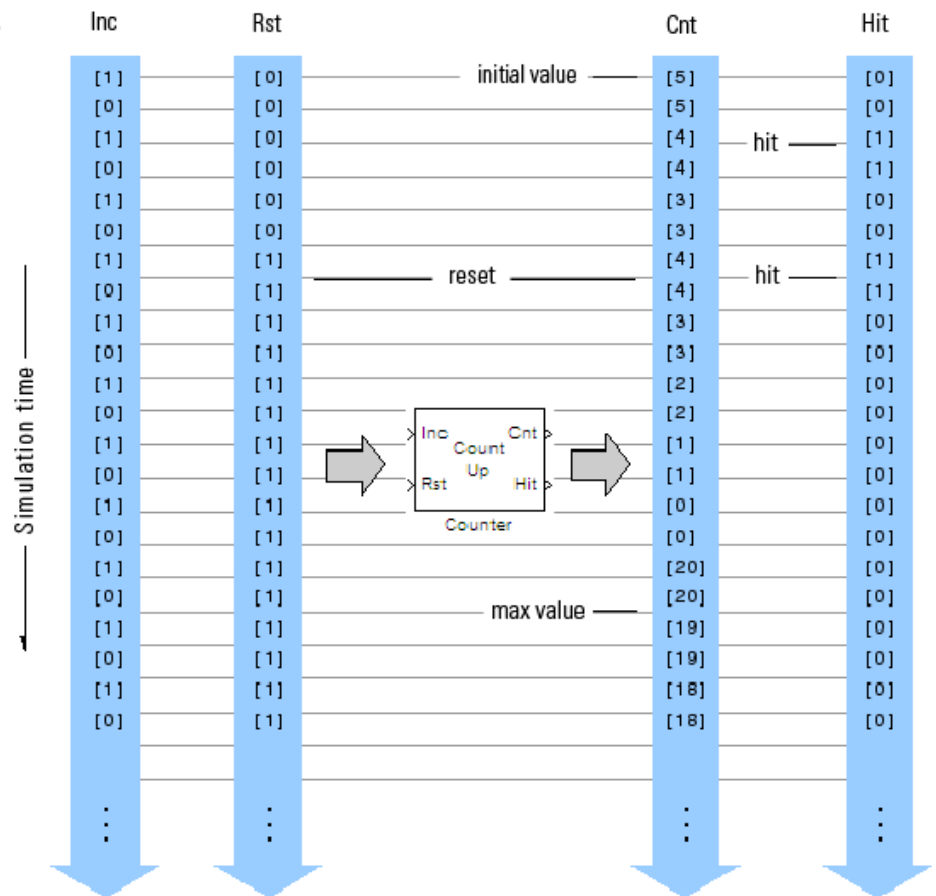 Inc Rst Cnt Hit
[1] [0] initial value [5] [0]
[0] [0] [5] [0]
[1] [0] [4] hit [1]
[0] [0] [4] [1]
[1] [0] [3] [0]
[0] [0] [3] [0]
[1] [1] [4] [1]
[0] [1] reset [4] hit [1]
[1] [1] [3] [0]
[0] [1] [3] [0]
[1] [1] [2] [0]
[0] [1] [2] [0]
[1] [1] [1] [0]
[0] [1] [1] [0]
[1] [1] [0] [0]
[0] [1] [0] [0]
[1] [1] [20] [0]
[0] [1] [20] [0]
max value
[1] [1] [19] [0]
[0] [1] [19] [0]
[1] [1] [18] [0]
[0] [1] [18] [0]
Simulation time
Inc Cnt
Count
Up
Rst Hit
Counter